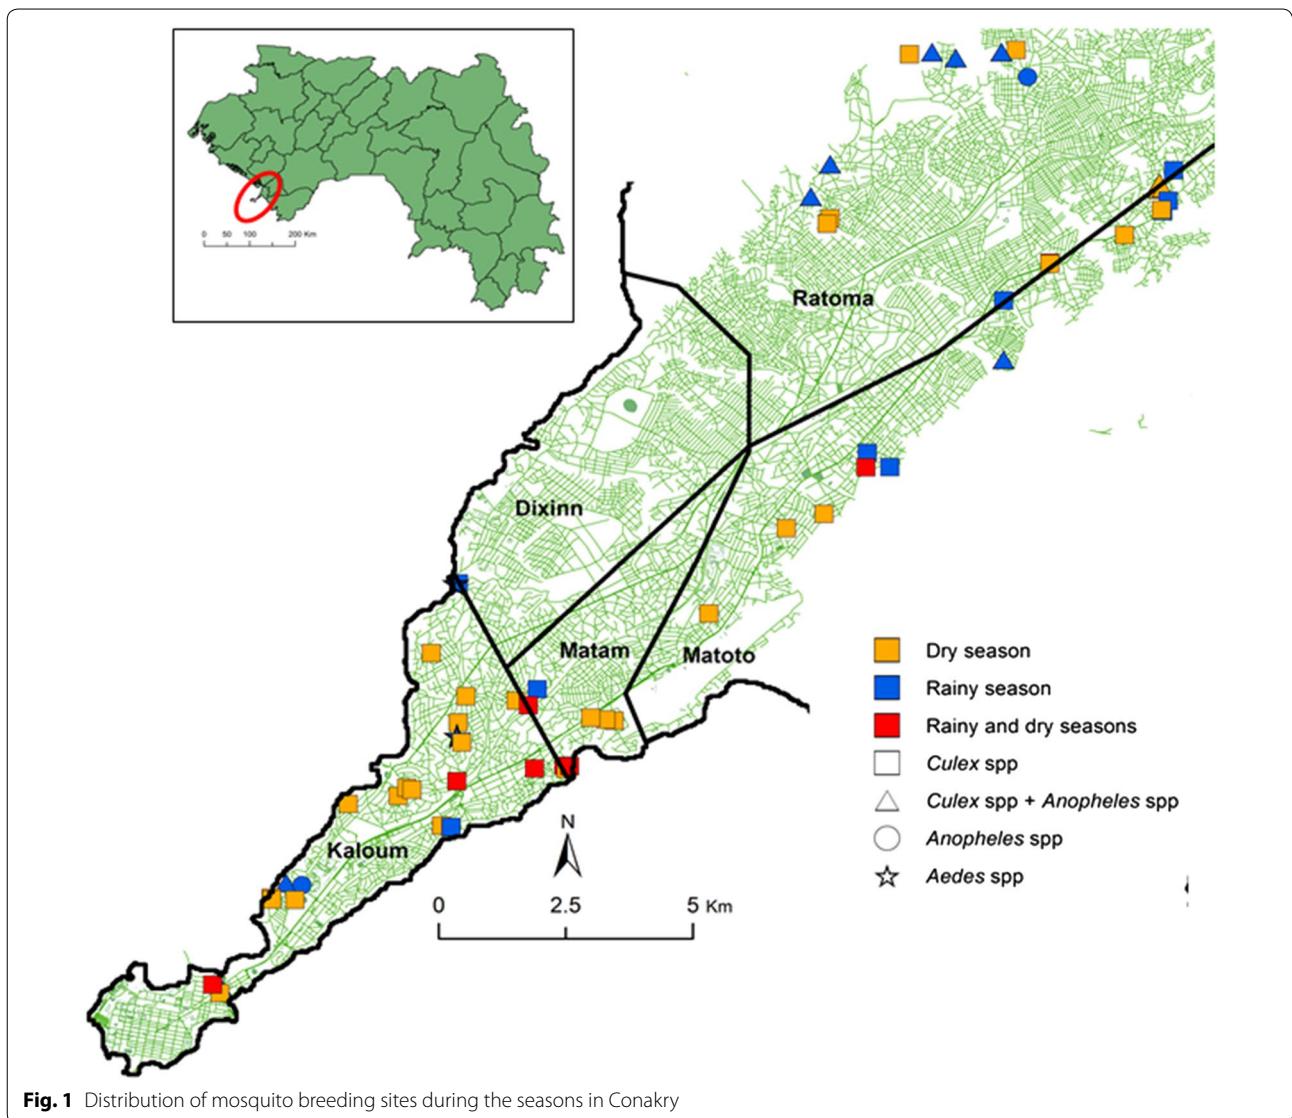 0 50 100 200 Km
Ratoma
Dixinn
Matam
Matoto
Kaloum
Dry season
Rainy season
Rainy and dry seasons
Culex spp
Culex spp + Anopheles spp
Anopheles spp
Aedes spp
N
0 2.5 5 Km
Fig. 1 Distribution of mosquito breeding sites during the seasons in Conakry